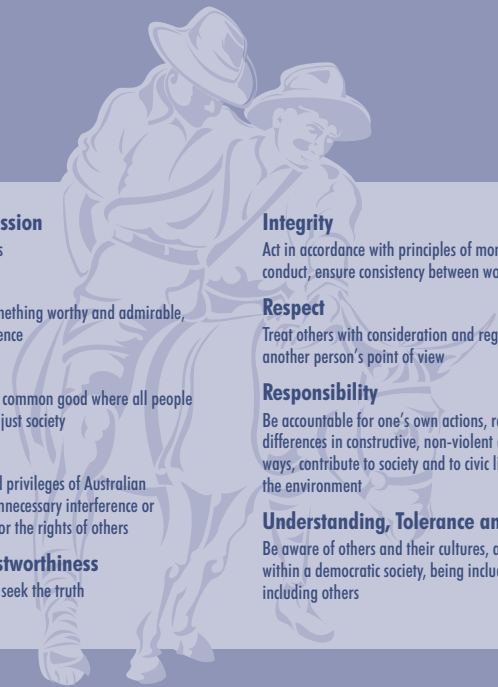 ssion
s
mething worthy and admirable,
ence
common good where all people
just society
privileges of Australian
nnecessary interference or
or the rights of others
stworthiness
seek the truth
Integrity
Act in accordance with principles of mor
conduct, ensure consistency between wo
Respect
Treat others with consideration and reg
another person's point of view
Responsibility
Be accountable for one's own actions, re
differences in constructive, non-violent
ways, contribute to society and to civic li
the environment
Understanding, Tolerance an
Be aware of others and their cultures, a
within a democratic society, being inclu
including others